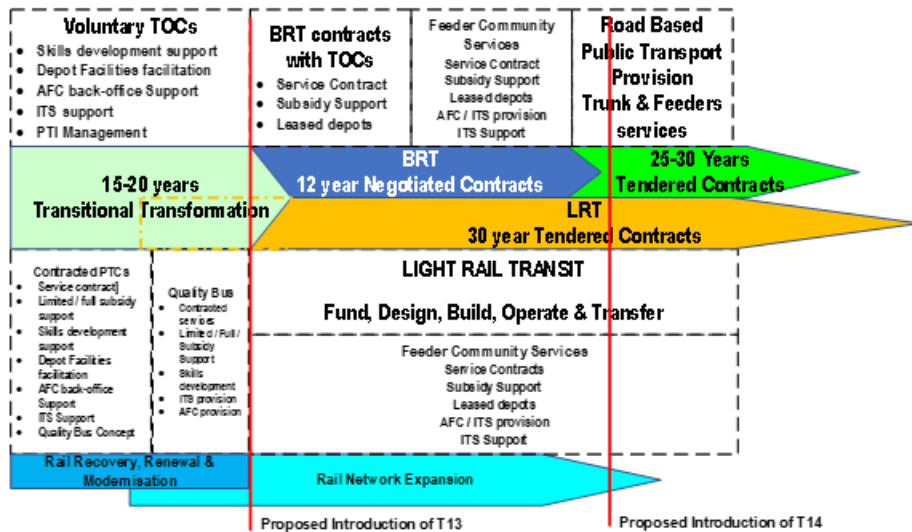 Voluntary TOCs
• Skills development support
• Depot Facilities facilitation
• AFC back-office Support
• ITS support
• PTI Management
BRT contracts
with TOCs
• Service Contract
• Subsidy Support
• Leased depots
Feeder Community
Services
Service Contract
Subsidy Support
Leased depots
AFC / ITS provision
ITS Support
Road Based
Public Transport
Provision
Trunk & Feeders
services
15-20 years
Transitional Transformation
BRT
12 year Negotiated Contracts
25-30 Years
Tendered Contracts
LRT
30 year Tendered Contracts
Contracted PTCs
• Service contract]
• Limited / full subsidy
support
• Skills development
support
• Depot Facilities
facilitation
• AFC back-office
Support
• ITS Support
• Quality Bus Concept
Quality Bus
• Contracted
services
• Limited / Full /
Subsidy
Support
• Skills
development
• ITS provision
• AFC provision
LIGHT RAIL TRANSIT
Fund, Design, Build, Operate & Transfer
Feeder Community Services
Service Contracts
Subsidy Support
Leased depots
AFC / ITS provision
ITS Support
Rail Recovery, Renewal &
Modernisation
Rail Network Expansion
Proposed Introduction of T13
Proposed Introduction of T14